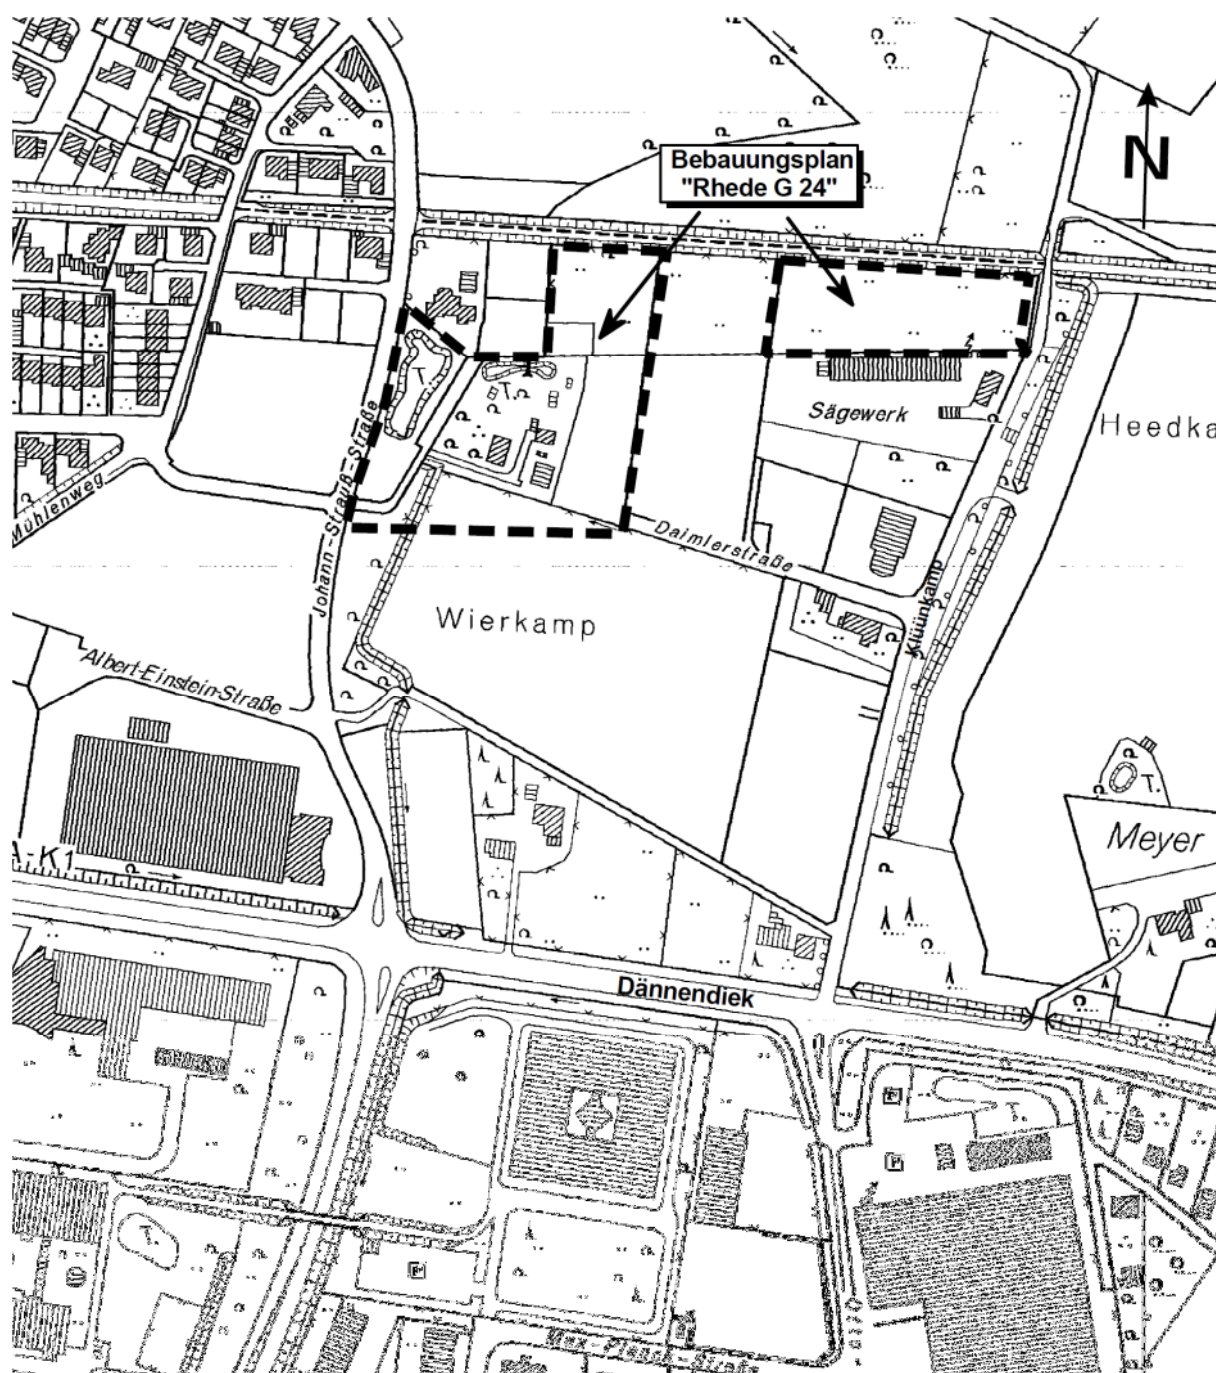 Bebauungsplan
"Rhede G 24"
N
T.
T.
Sägewerk
Heedka
Mühlenweg
Johann-Strauß-Straße
Daimlerstraße
Klüünkamp
Wierkamp
Albert-Einstein-Straße
T.
Meyer
A-K1
Dännendiek
P
T.
P
T.
P
Max-Planck-Straße